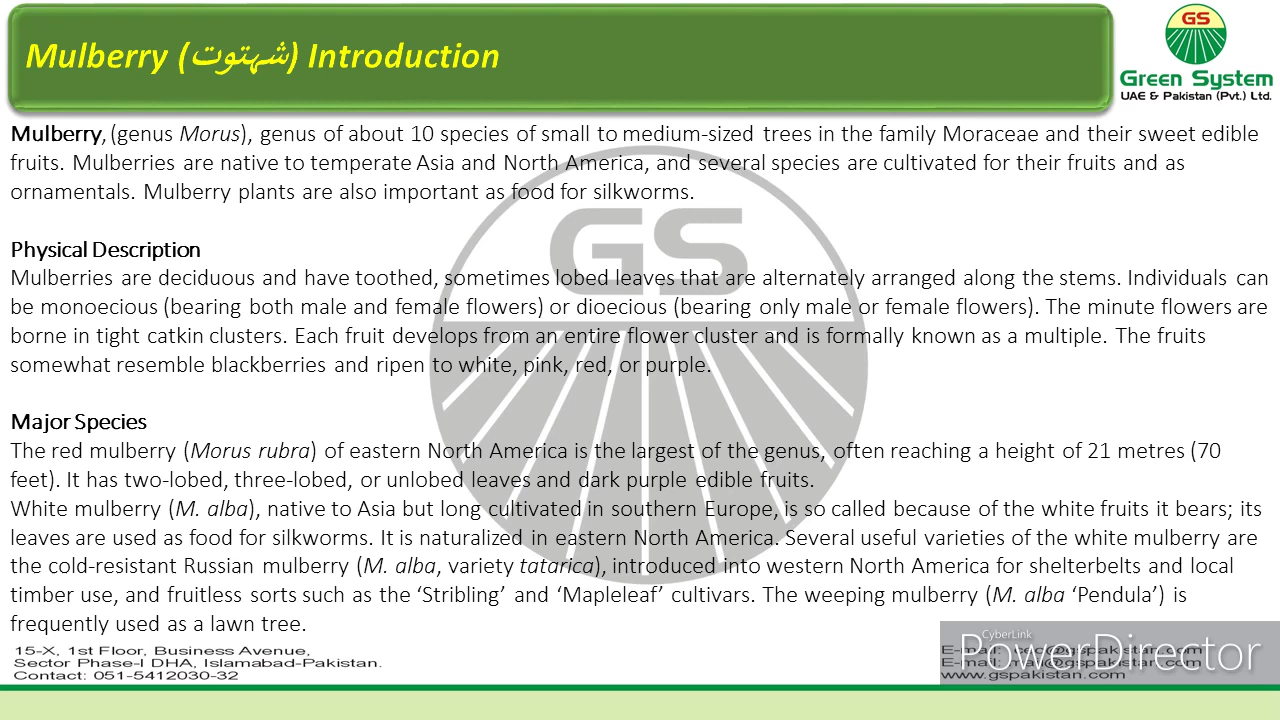 Mulberry (شہتوت) Introduction
GS
Green System
UAE & Pakistan (Pvt.) Ltd.
Mulberry, (genus Morus), genus of about 10 species of small to medium-sized trees in the family Moraceae and their sweet edible
fruits. Mulberries are native to temperate Asia and North America, and several species are cultivated for their fruits and as
ornamentals. Mulberry plants are also important as food for silkworms.
GS
Physical Description
Mulberries are deciduous and have toothed, sometimes lobed leaves that are alternately arranged along the stems. Individuals can
be monoecious (bearing both male and female flowers) or dioecious (bearing only male or female flowers). The minute flowers are
borne in tight catkin clusters. Each fruit develops from an entire flower cluster and is formally known as a multiple. The fruits
somewhat resemble blackberries and ripen to white, pink, red, or purple.
Major Species
The red mulberry (Morus rubra) of eastern North America is the largest of the genus, often reaching a height of 21 metres (70
feet). It has two-lobed, three-lobed, or unlobed leaves and dark purple edible fruits.
White mulberry (M. alba), native to Asia but long cultivated in southern Europe, is so called because of the white fruits it bears; its
leaves are used as food for silkworms. It is naturalized in eastern North America. Several useful varieties of the white mulberry are
the cold-resistant Russian mulberry (M. alba, variety tatarica), introduced into western North America for shelterbelts and local
timber use, and fruitless sorts such as the ‘Stribling’ and ‘Mapleleaf’ cultivars. The weeping mulberry (M. alba ‘Pendula’) is
frequently used as a lawn tree.
15-X, 1st Floor, Business Avenue,
Sector Phase-I DHA, Islamabad-Pakistan.
Contact: 051-5412030-32
E-mail:
E-mail:
www.gspakistan.com
CyberLink
PowerDirector